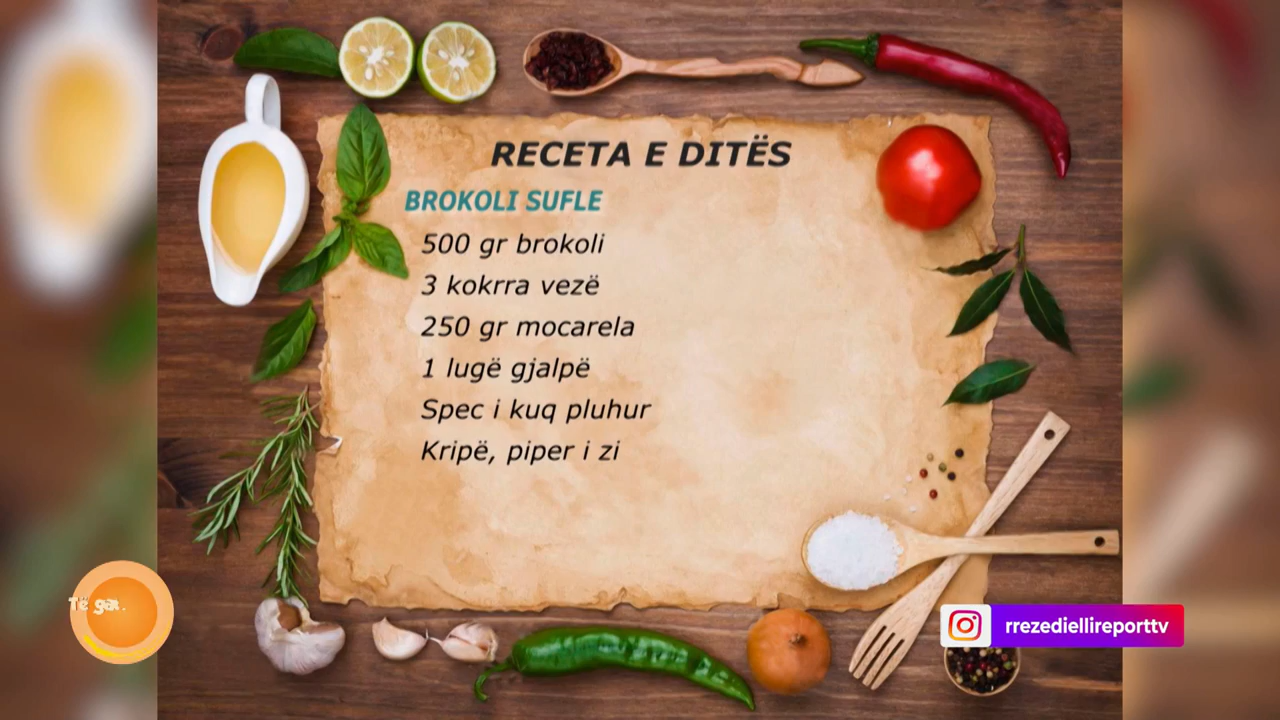 RECETA E DITËS
BROKOLI SUFLE
500 gr brokoli
3 kokrra vezë
250 gr mocarela
1 lugë gjalpë
Spec i kuq pluhur
Kripë, piper i zi
Të
rrezediellireporttv